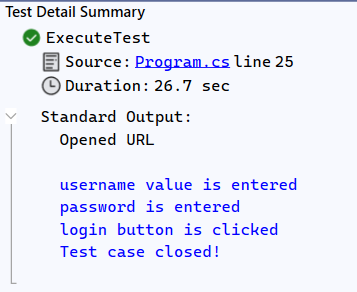 Test Detail Summary
ExecuteTest
Source: Program.cs line 25
Duration: 26.7 sec
Standard Output:
Opened URL
username value is entered
password is entered
login button is clicked
Test case closed!